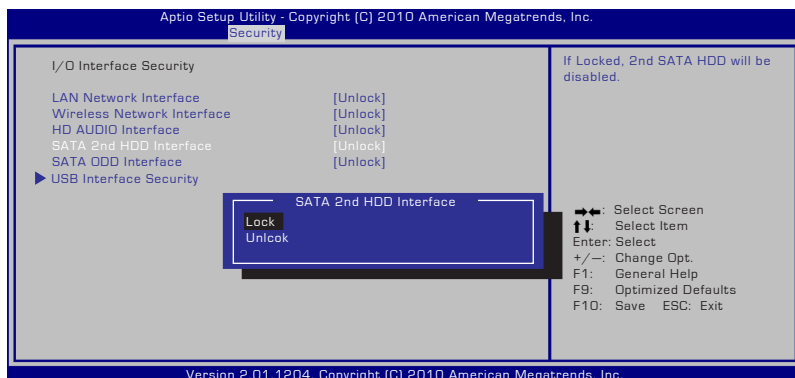 Aptio Setup Utility - Copyright (C) 2010 American Megatrends, Inc.
Security
I/O Interface Security
LAN Network Interface [Unlock]
Wireless Network Interface [Unlock]
HD AUDIO Interface [Unlock]
SATA 2nd HDD Interface [Unlock]
SATA ODD Interface [Unlock]
USB Interface Security
SATA 2nd HDD Interface
Lock
Unlcok
If Locked, 2nd SATA HDD will be
disabled.
→←: Select Screen
↑↓: Select Item
Enter: Select
+/—: Change Opt.
F1: General Help
F9: Optimized Defaults
F10: Save ESC: Exit
Version 2.01.1204. Copyright (C) 2010 American Megatrends, Inc.